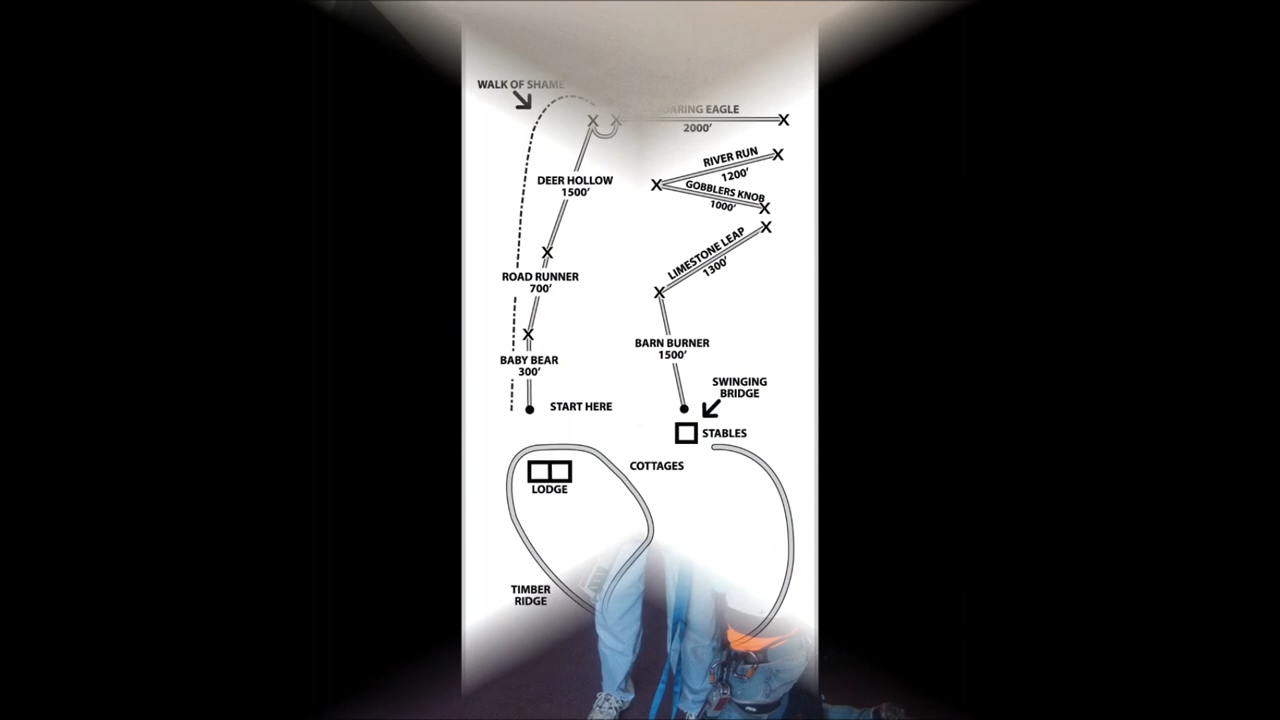 WALK OF SHAME
OARING EAGLE
2000'
RIVER RUN
1200'
DEER HOLLOW
1500'
GOBBLERS KNOB
1000'
LIMESTONE LEAP
1300'
ROAD RUNNER
700'
BARN BURNER
1500'
BABY BEAR
300'
SWINGING
BRIDGE
START HERE
STABLES
COTTAGES
LODGE
TIMBER
RIDGE